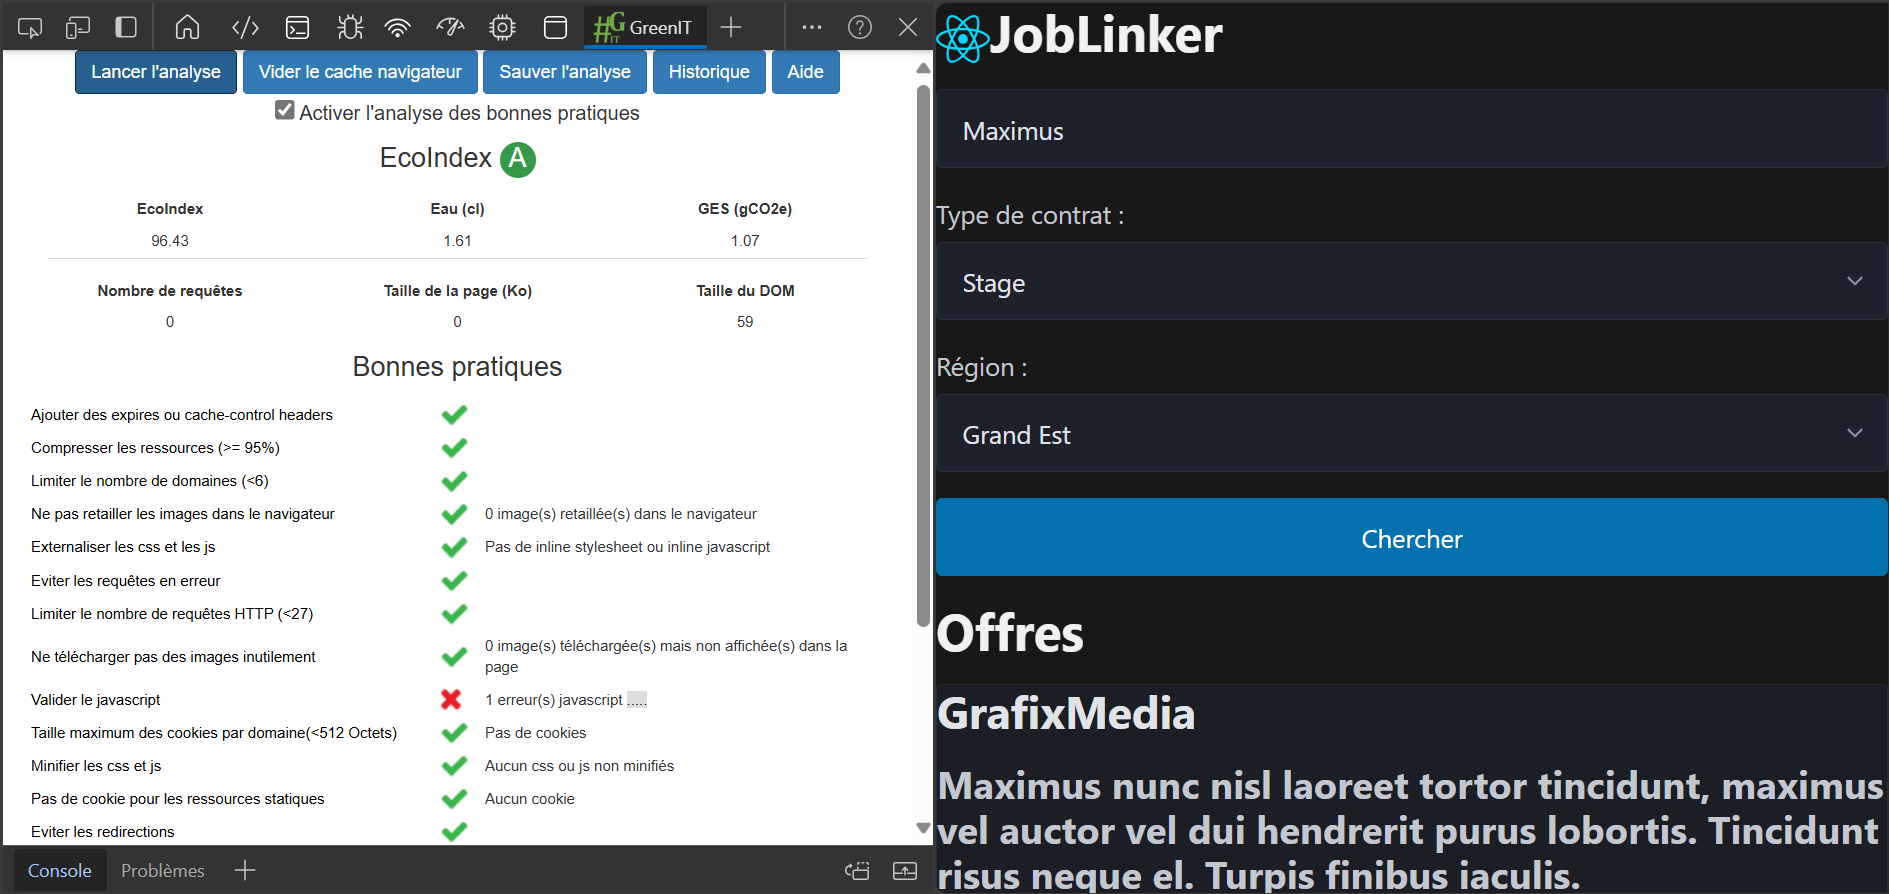 GreenIT
Lancer l'analyse
Vider le cache navigateur
Sauver l'analyse
Historique
Aide
Activer l'analyse des bonnes pratiques
EcoIndex A
EcoIndex Eau (cl) GES (gCO2e)
96.43 1.61 1.07
Nombre de requêtes Taille de la page (Ko) Taille du DOM
0 0 59
Bonnes pratiques
Ajouter des expires ou cache-control headers
Compresser les ressources (>= 95%)
Limiter le nombre de domaines (<6)
Ne pas retailler les images dans le navigateur 0 image(s) retaillée(s) dans le navigateur
Externaliser les css et les js Pas de inline stylesheet ou inline javascript
Eviter les requêtes en erreur
Limiter le nombre de requêtes HTTP (<27)
Ne télécharger pas des images inutilement 0 image(s) téléchargée(s) mais non affichée(s) dans la
page
Valider le javascript 1 erreur(s) javascript .....
Taille maximum des cookies par domaine(<512 Octets) Pas de cookies
Minifier les css et js Aucun css ou js non minifiés
Pas de cookie pour les ressources statiques Aucun cookie
Eviter les redirections
Console Problèmes
JobLinker
Maximus
Type de contrat :
Stage
Région :
Grand Est
Chercher
Offres
GrafixMedia
Maximus nunc nisl laoreet tortor tincidunt, maximus
vel auctor vel dui hendrerit purus lobortis. Tincidunt
risus neque el. Turpis finibus iaculis.